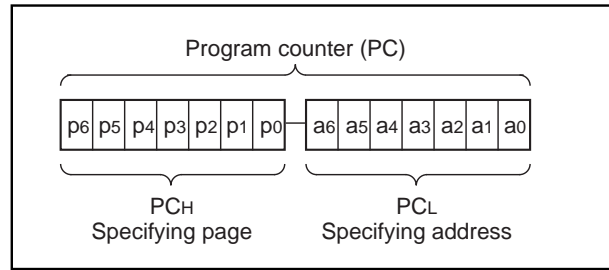 Program counter (PC)
p6 p5 p4 p3 p2 p1 p0 a6 a5 a4 a3 a2 a1 a0
PCH PCL
Specifying page Specifying address